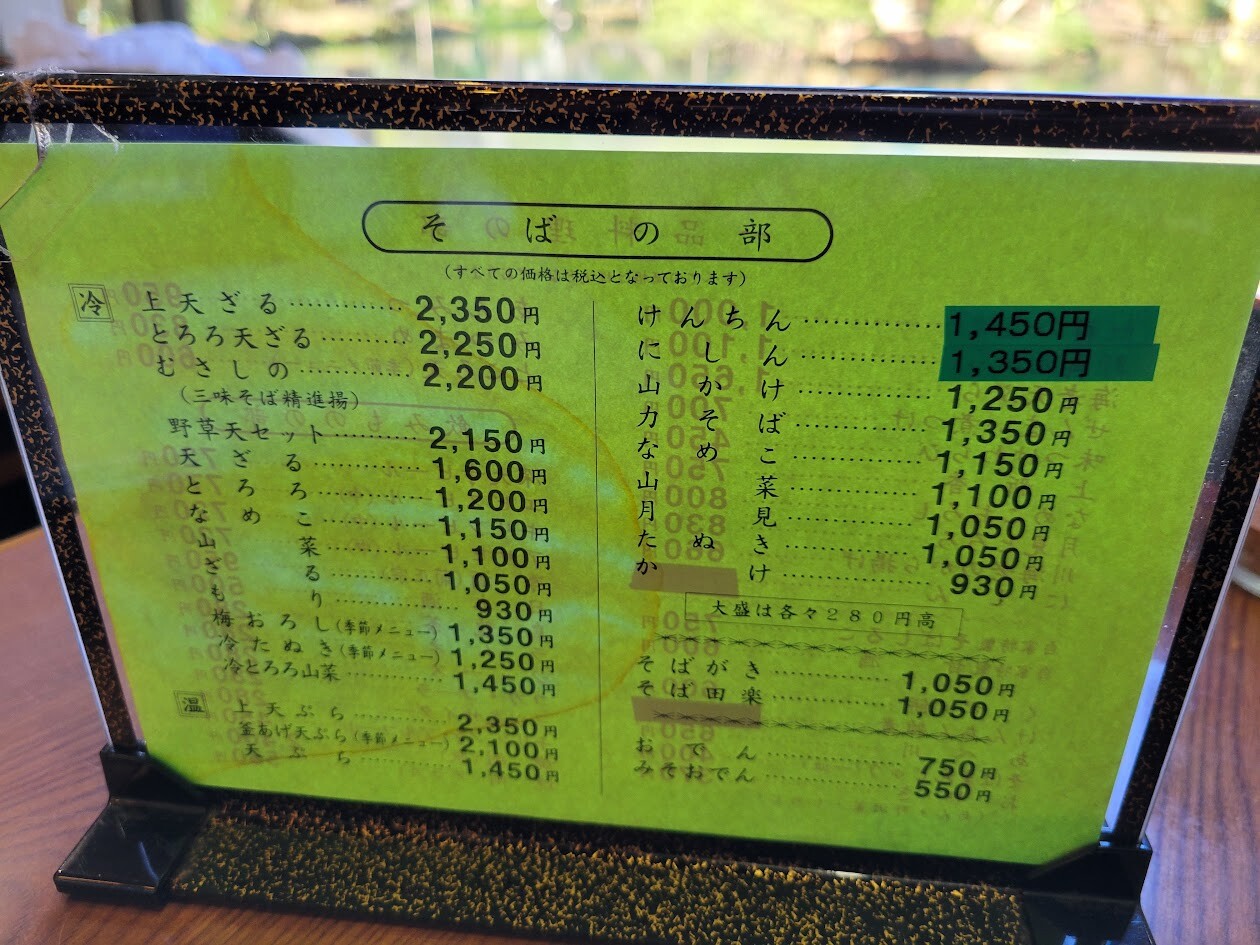 そばの部
(すべての価格は税込となっております)
冷 上天ざる 2,350円
とろろ天ざる 2,250円
むさしの 2,200円
(三味そば精進揚)
野草天セット 2,150円
天ざる 1,600円
とろろ 1,200円
なめこ 1,150円
山菜 1,100円
ざる 1,050円
もり 930円
梅おろし(季節メニュー) 1,350円
冷たぬき(季節メニュー) 1,250円
冷とろろ山菜 1,450円
温 上天ぷら 2,350円
釜あげ天ぷら(季節メニュー) 2,100円
天ぷら 1,450円
けんちん 1,450円
にしん 1,350円
山かけ 1,250円
力そば 1,350円
なめこ 1,150円
山菜 1,100円
月見 1,050円
たぬき 1,050円
かけ 930円
大盛は各々280円高
そばがき 1,050円
そば田楽 1,050円
おでん 750円
みそおでん 550円